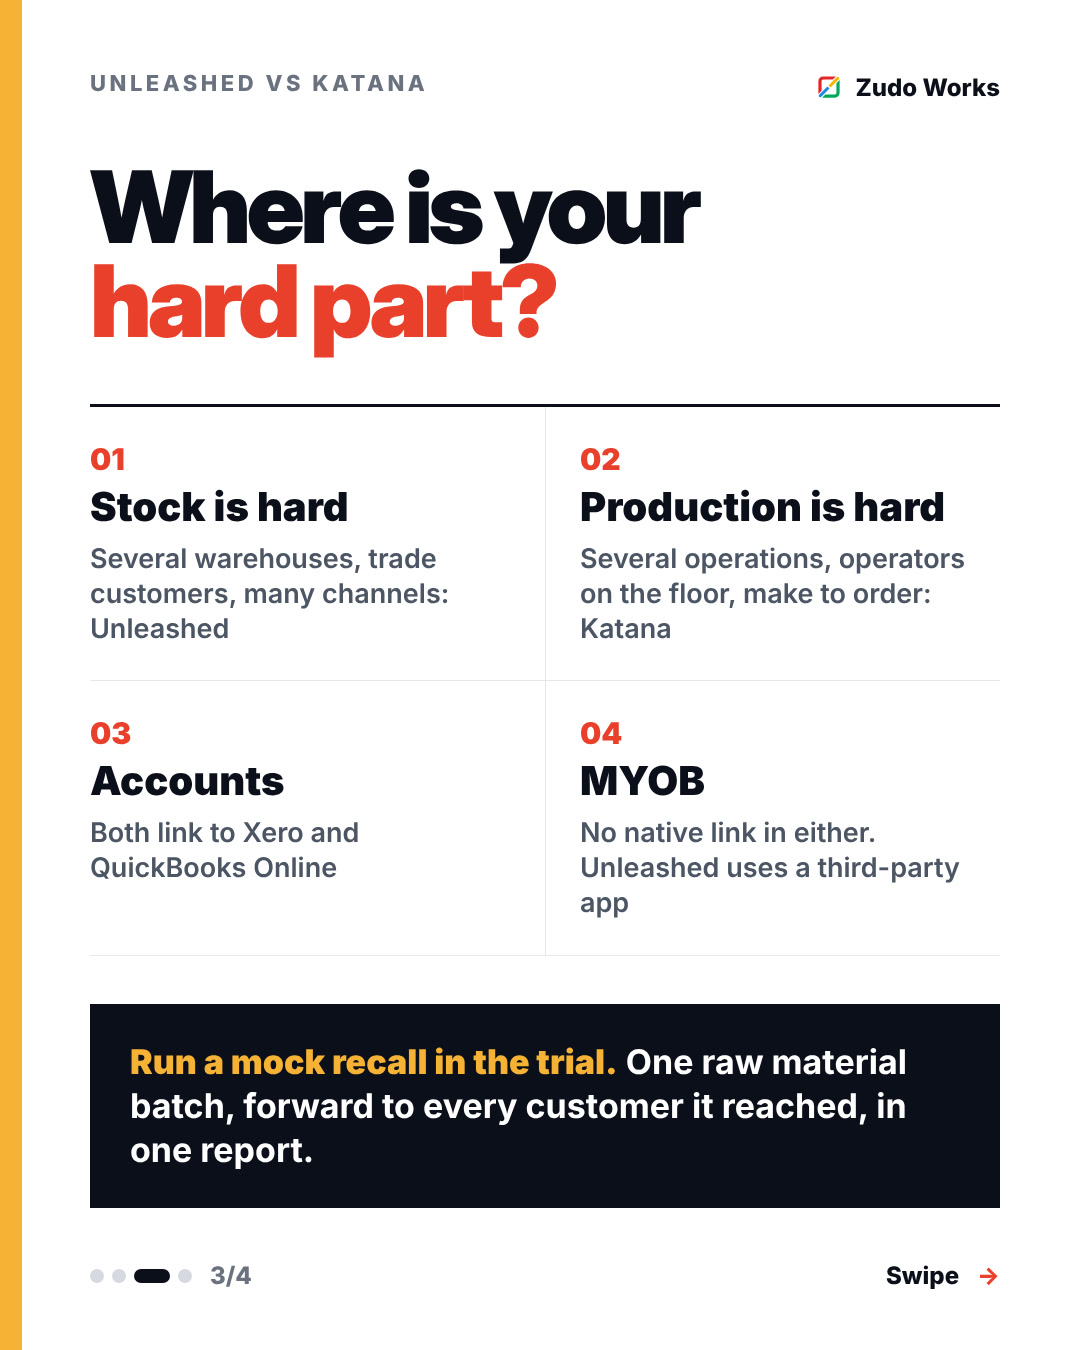 UNLEASHED VS KATANA
Zudo Works
Where is your
hard part?
01
Stock is hard
Several warehouses, trade
customers, many channels:
Unleashed
02
Production is hard
Several operations, operators
on the floor, make to order:
Katana
03
Accounts
Both link to Xero and
QuickBooks Online
04
MYOB
No native link in either.
Unleashed uses a third-party
app
Run a mock recall in the trial. One raw material
batch, forward to every customer it reached, in
one report.
3/4
Swipe →